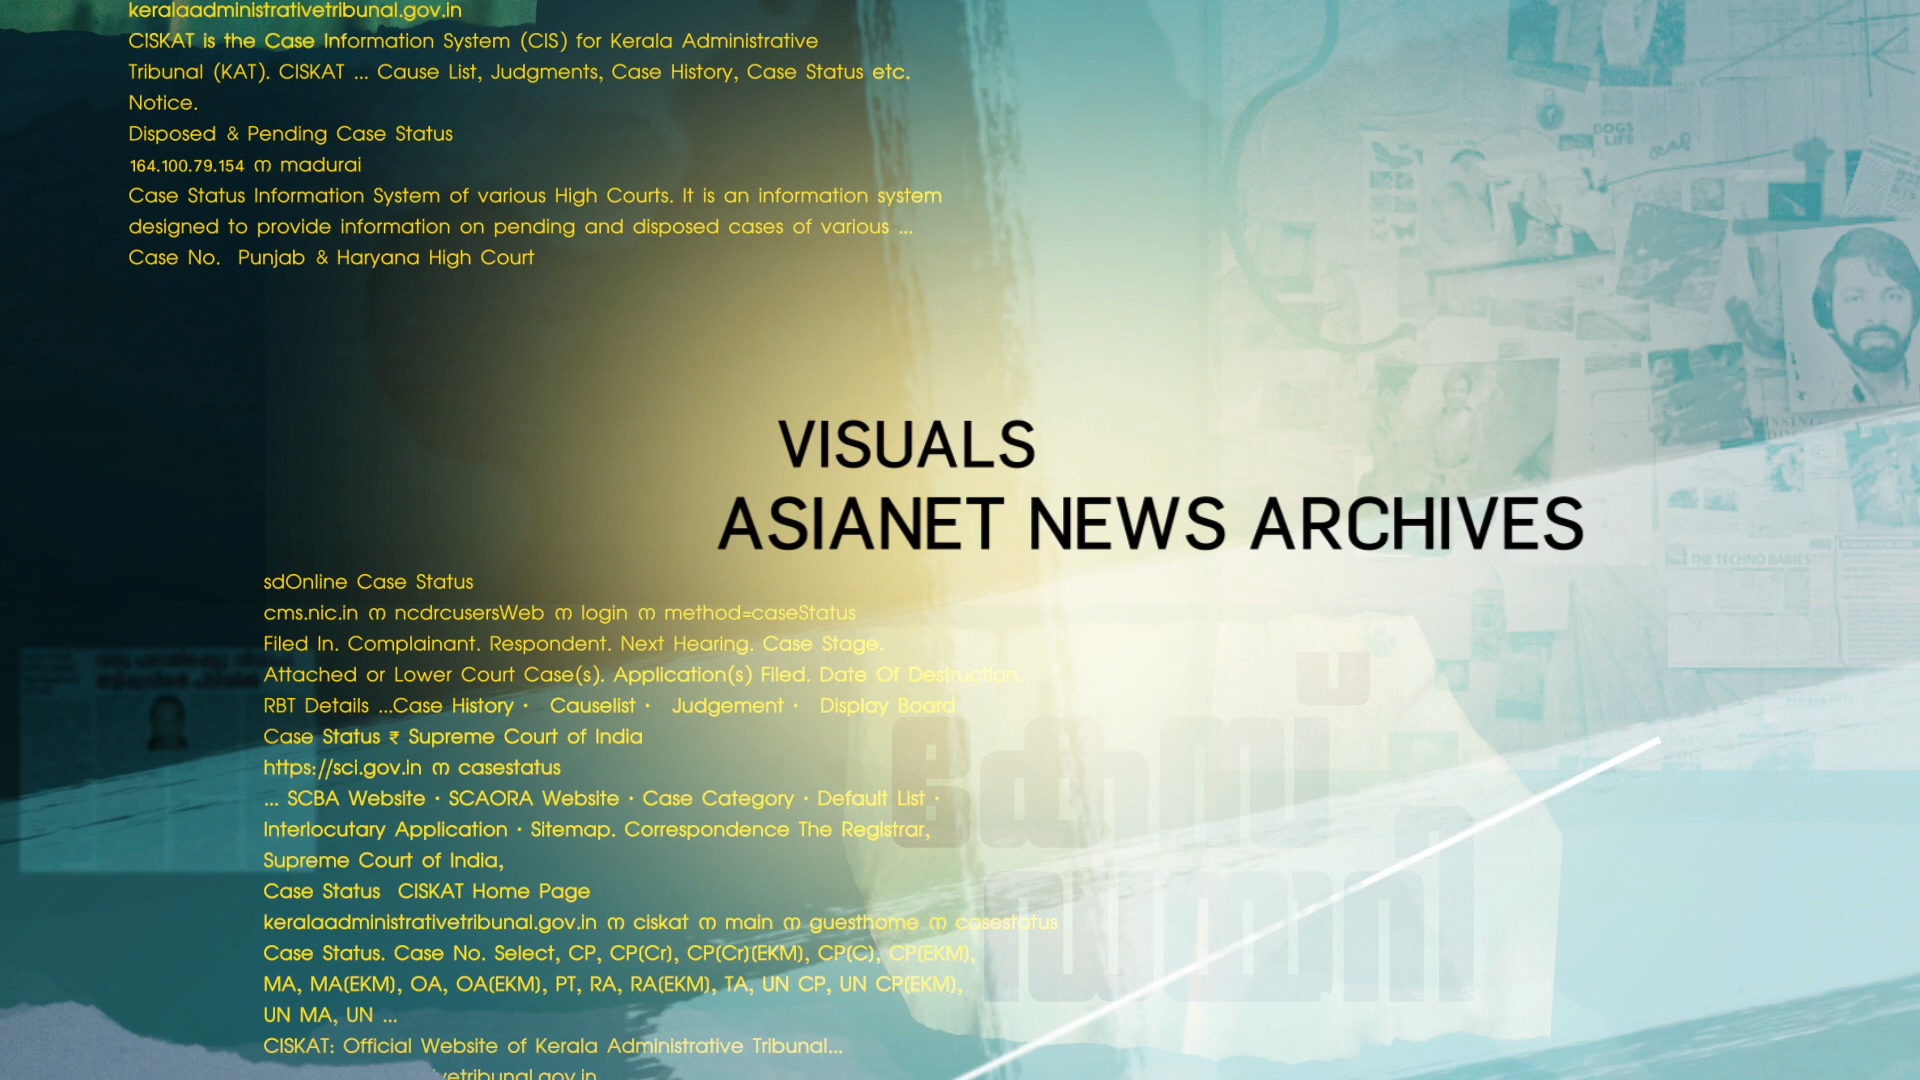 keralaadministrativetribunal.gov.in
CISKAT is the Case Information System (CIS) for Kerala Administrative
Tribunal (KAT). CISKAT ... Cause List, Judgments, Case History, Case Status etc.
Notice.
Disposed & Pending Case Status
164.100.79.154 ന madurai
Case Status Information System of various High Courts. It is an information system
designed to provide information on pending and disposed cases of various ...
Case No. Punjab & Haryana High Court
DOGS
LIFE
VISUALS
ASIANET NEWS ARCHIVES
THE TECHNO BABIES
sdOnline Case Status
cms.nic.in ന ncdrcusersWeb ന login ന method=caseStatus
Filed In. Complainant. Respondent. Next Hearing. Case Stage.
Attached or Lower Court Case(s). Application(s) Filed. Date Of Destruction.
RBT Details ...Case History · Causelist · Judgement · Display Board
Case Status ₹ Supreme Court of India
https://sci.gov.in ന casestatus
... SCBA Website · SCAORA Website · Case Category · Default List ·
Interlocutary Application · Sitemap. Correspondence The Registrar,
Supreme Court of India,
Case Status CISKAT Home Page
keralaadministrativetribunal.gov.in ന ciskat ന main ന guesthome ന casestatus
Case Status. Case No. Select, CP, CP(Cr), CP(Cr)(EKM), CP(C), CP(EKM),
MA, MA(EKM), OA, OA(EKM), PT, RA, RA(EKM), TA, UN CP, UN CP(EKM),
UN MA, UN ...
CISKAT: Official Website of Kerala Administrative Tribunal...
vetribunal.gov.in